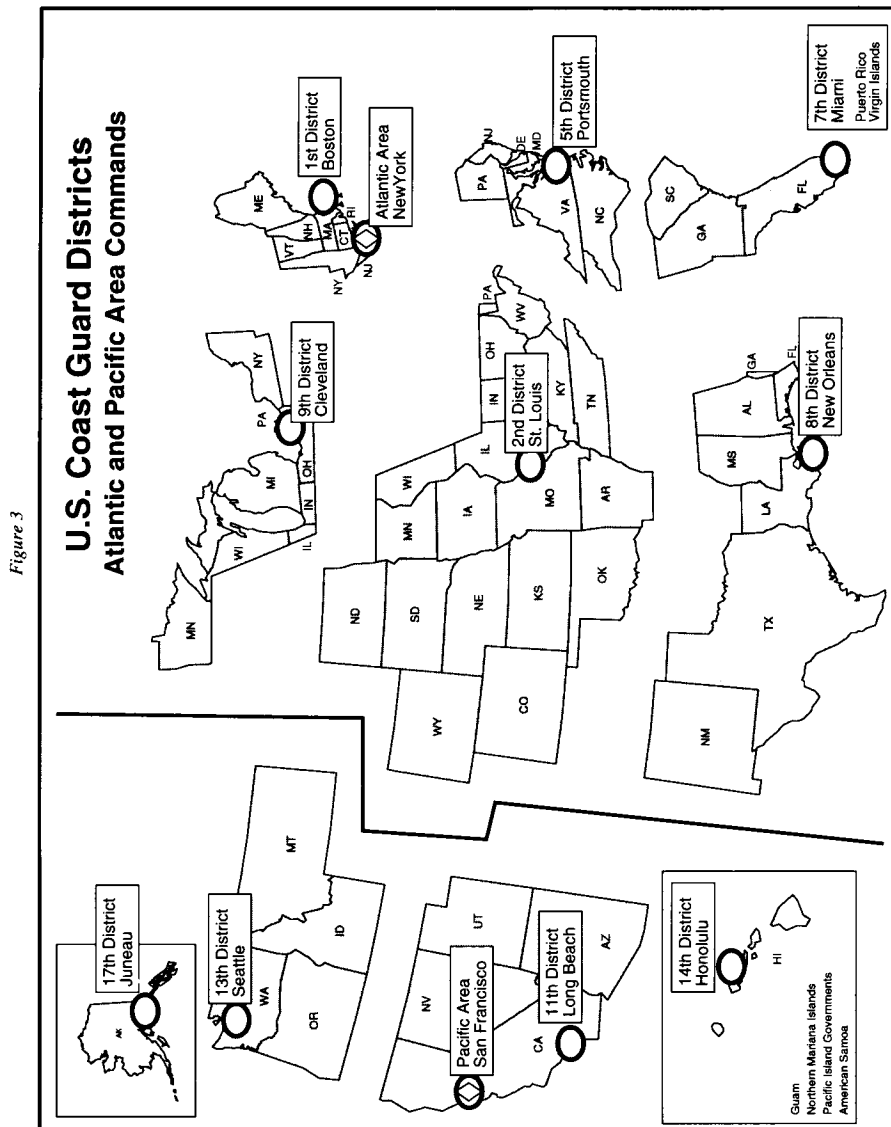 Figure 3
U.S. Coast Guard Districts
Atlantic and Pacific Area Commands
17th District
Juneau
AK
13th District
Seattle
WA
MT
OR
ID
Pacific Area
San Francisco
NV
UT
CA
AZ
11th District
Long Beach
14th District
Honolulu
HI
Guam
Northern Mariana Islands
Pacific Island Governments
American Samoa
MN
WI
MI
IL
IN
OH
PA
NY
9th District
Cleveland
ME
VT
NH
MA
CT
RI
NY
NJ
1st District
Boston
Atlantic Area
NewYork
ND
SD
WY
NE
CO
KS
OK
MN
WI
IA
IL
MO
AR
IN
OH
PA
WV
KY
TN
2nd District
St. Louis
PA
NJ
DE
MD
VA
NC
5th District
Portsmouth
NM
TX
LA
MS
AL
GA
FL
8th District
New Orleans
SC
GA
FL
7th District
Miami
Puerto Rico
Virgin Islands